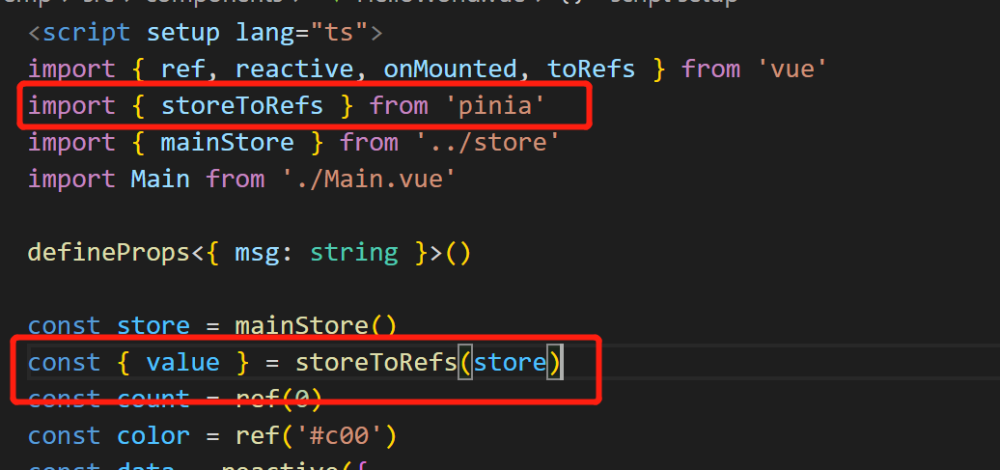 <script setup lang="ts">
import { ref, reactive, onMounted, toRefs } from 'vue'
import { storeToRefs } from 'pinia'
import { mainStore } from '../store'
import Main from './Main.vue'
defineProps<{ msg: string }>()
const store = mainStore()
const { value } = storeToRefs(store)
const count = ref(0)
const color = ref('#c00')
const data = reactive({